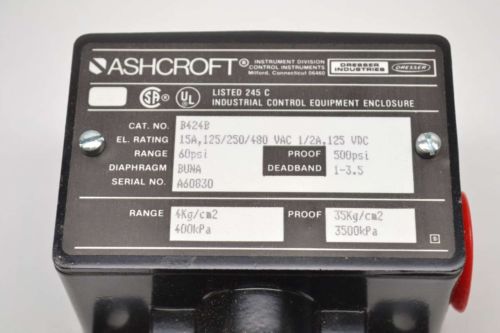 ASHCROFT® INSTRUMENT DIVISION
CONTROL INSTRUMENTS
Milford, Connecticut 06460
DRESSER
INDUSTRIES
DRESSER
SA ® UL ® LISTED 245 C
INDUSTRIAL CONTROL EQUIPMENT ENCLOSURE
CAT. NO. B424B
EL. RATING 15A,125/250/480 VAC 1/2A,125 VDC
RANGE 60psi PROOF 500psi
DIAPHRAGM BUNA DEADBAND 1-3.5
SERIAL NO. A60830
RANGE 4Kg/cm2 PROOF 35Kg/cm2
400kPa 3500kPa